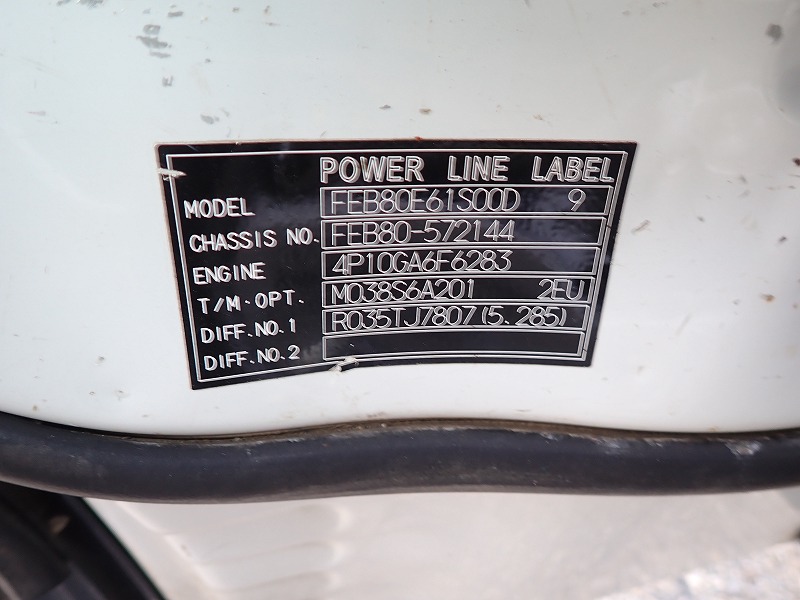 POWER LINE LABEL
MODEL FEB80E61S00D 9
CHASSIS NO. FEB80-572144
ENGINE 4P10GA6F6283
T/M·OPT. M038S6A201 2EU
DIFF.NO.1 R035TJ7807(5.285)
DIFF.NO.2